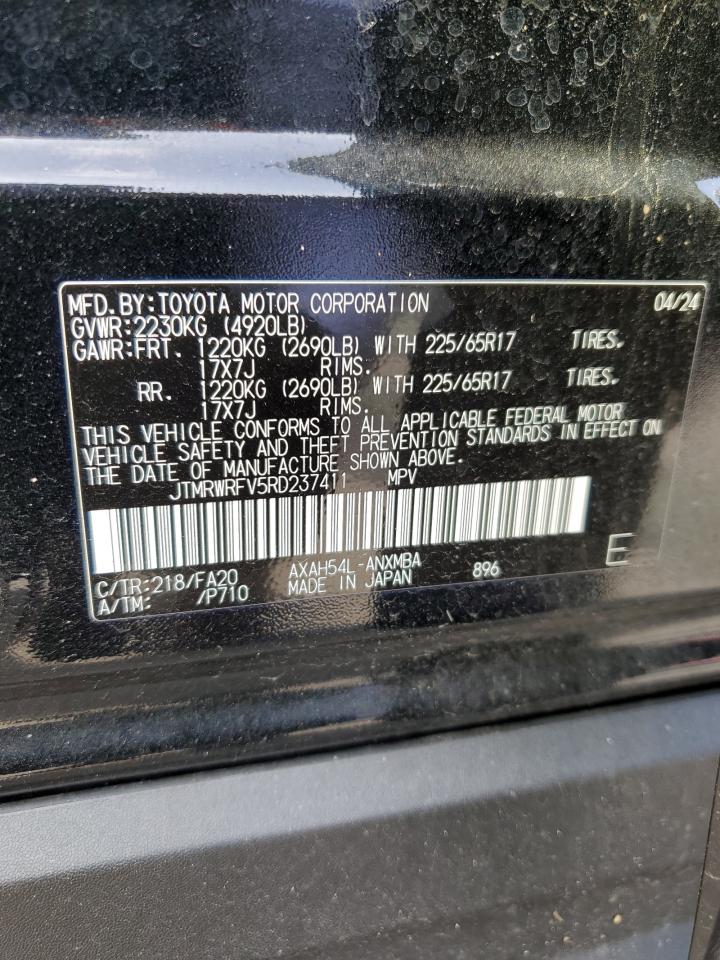 MFD.BY:TOYOTA MOTOR CORPORATION 04/24
GVWR:2230KG (4920LB)
GAWR:FRT. 1220KG (2690LB) WITH 225/65R17 TIRES.
17X7J RIMS.
RR. 1220KG (2690LB) WITH 225/65R17 TIRES.
17X7J RIMS.
THIS VEHICLE CONFORMS TO ALL APPLICABLE FEDERAL MOTOR
VEHICLE SAFETY AND THEFT PREVENTION STANDARDS IN EFFECT ON
THE DATE OF MANUFACTURE SHOWN ABOVE.
JTMRWRFV5RD237411 MPV
C/TR:218/FA20 AXAH54L-ANXMBA 896 E
A/TM: /P710 MADE IN JAPAN